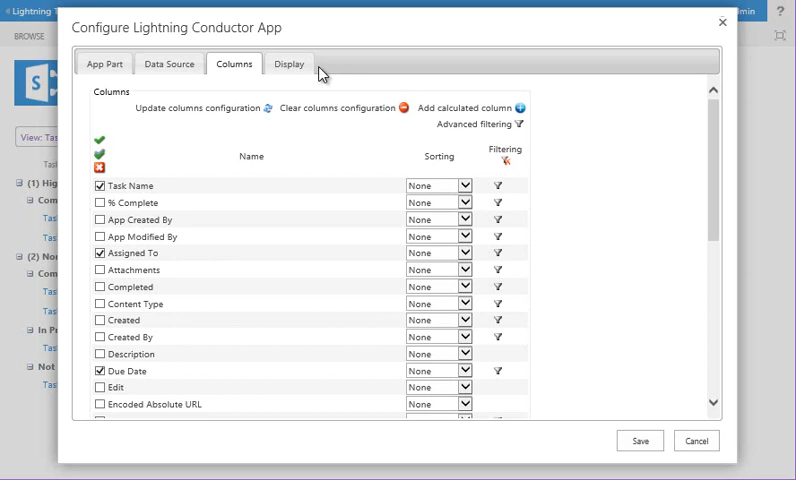 Lightning T
Configure Lightning Conductor App
dmin
?
BROWSE
App Part
Data Source
Columns
Display
Columns
Update columns configuration
Clear columns configuration
Add calculated column
Advanced filtering
View: Tas
Name
Sorting
Filtering
(1) Hig
(2) Nor
Task Name None
% Complete None
App Created By None
App Modified By None
Assigned To None
Attachments None
Completed None
Content Type None
Created None
Created By None
Description None
Due Date None
Edit None
Encoded Absolute URL None
Com
Com
In Pr
Not
Save
Cancel